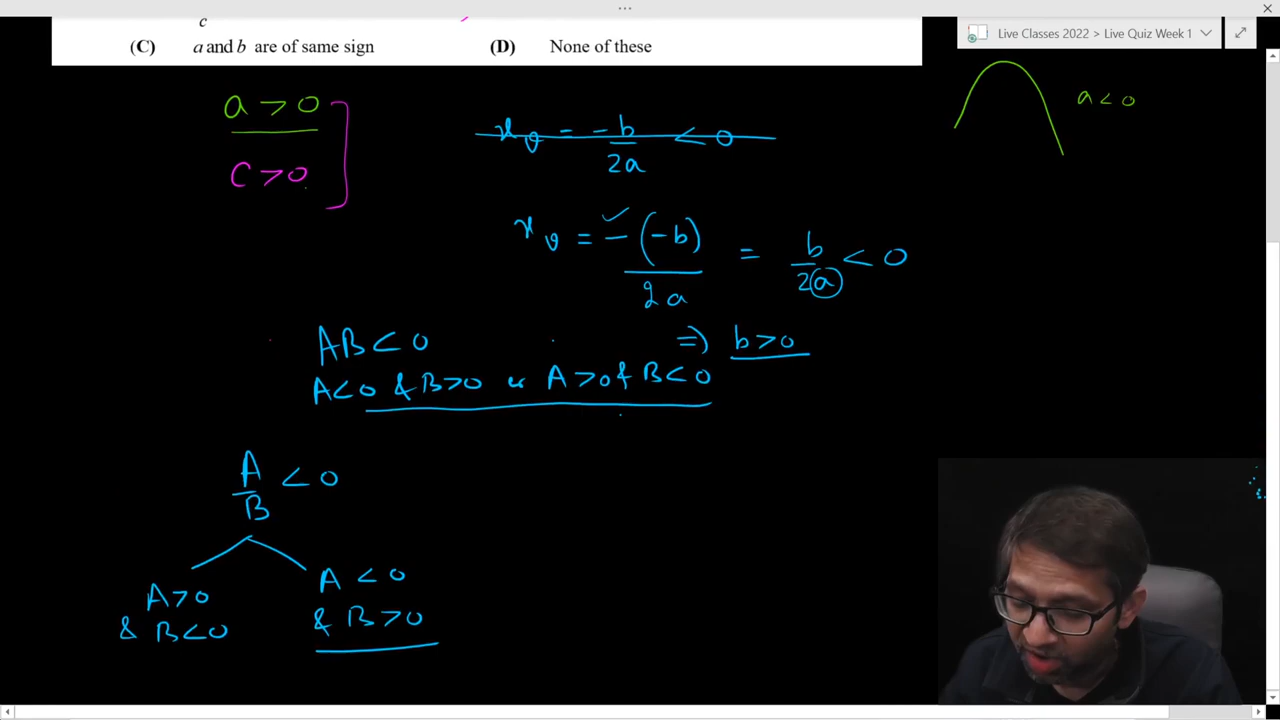 c
(C) a and b are of same sign (D) None of these
Live Classes 2022 > Live Quiz Week 1
a > 0
c > 0
x_v = -b/2a < 0
a < 0
x_v = -(-b)/2a = b/2a < 0
AB < 0 => b > 0
A < 0 & B > 0 or A > 0 & B < 0
A/B < 0
A > 0
& B < 0
A < 0
& B > 0